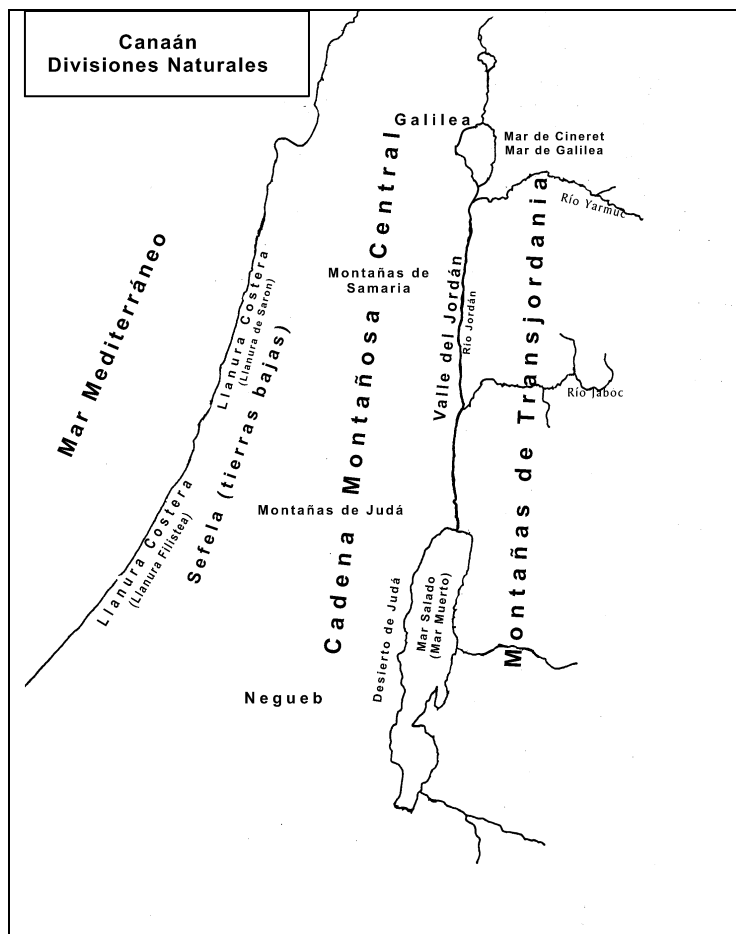 Canaán
Divisiones Naturales
Galilea
Mar de Cineret
Mar de Galilea
Río Yarmuc
Cadena Montañosa Central
Montañas de
Samaria
Mar Mediterráneo
Llanura Costera
(Llanura de Saron)
Sefela (tierras bajas)
Valle del Jordán
Río Jordán
Montañas de Transjordania
Río Jaboc
Montañas de Judá
Llanura Costera
(Llanura Filistea)
Desierto de Judá
Mar Salado
(Mar Muerto)
Negueb